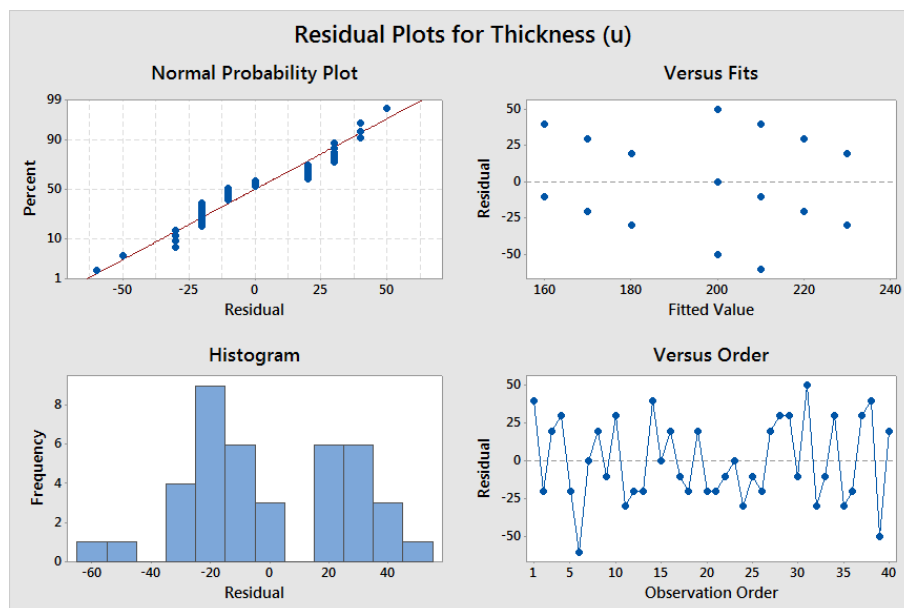 Residual Plots for Thickness (u)
Normal Probability Plot
99
90
50
10
1
Percent
-50 -25 0 25 50
Residual
Versus Fits
50
25
0
-25
-50
Residual
160 180 200 220 240
Fitted Value
Histogram
8
6
4
2
0
Frequency
-60 -40 -20 0 20 40
Residual
Versus Order
50
25
0
-25
-50
Residual
1 5 10 15 20 25 30 35 40
Observation Order